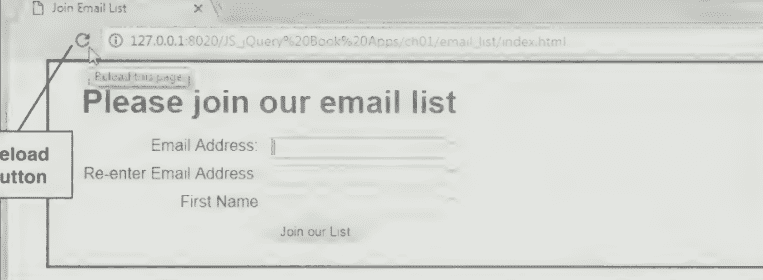 Join Email List
127.0.0.1:8020/JS_jQuery%20Book%20Apps/ch01/email_list/index.html
Reload this page
Please join our email list
Email Address:
eload
utton
Re-enter Email Address
First Name
Join our List